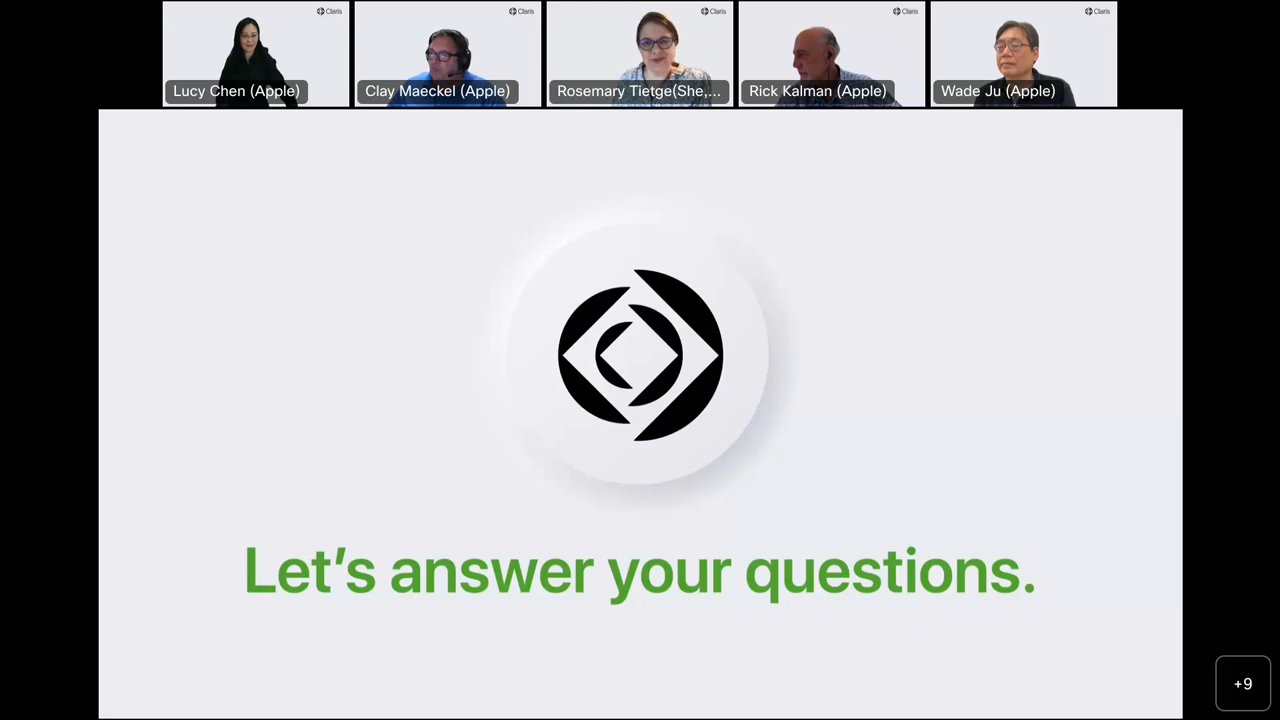 Claris
Claris
Claris
Claris
Claris
Lucy Chen (Apple)
Clay Maeckel (Apple)
Rosemary Tietge(She,...
Rick Kalman (Apple)
Wade Ju (Apple)
Let's answer your questions.
+9